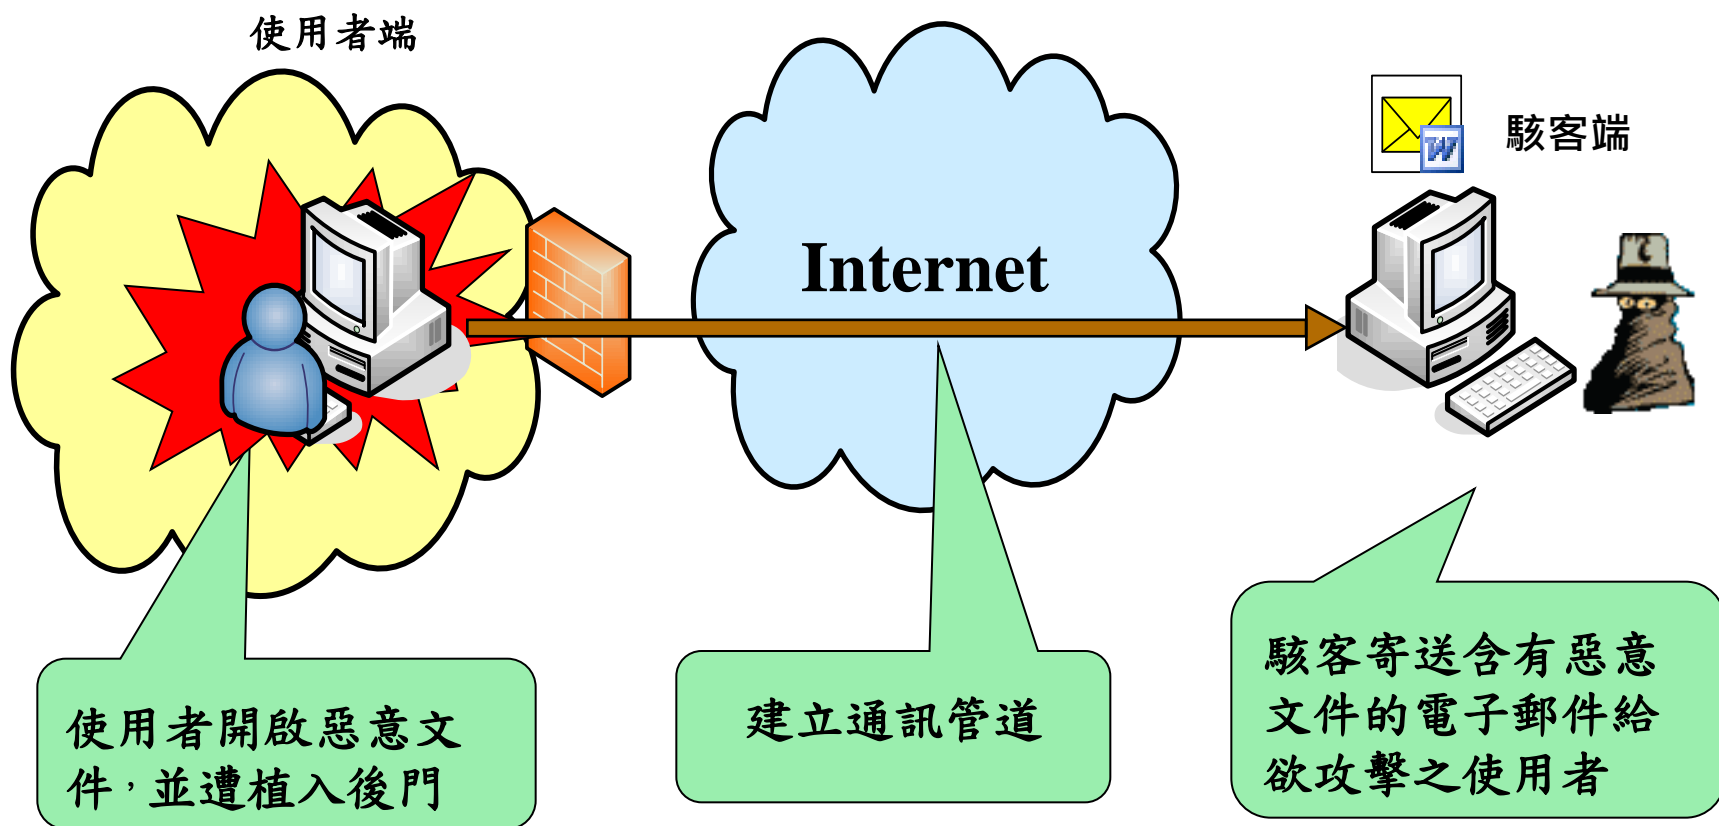 使用者端
駭客端
W
Internet
使用者開啟惡意文
件，並遭植入後門
建立通訊管道
駭客寄送含有惡意
文件的電子郵件給
欲攻擊之使用者